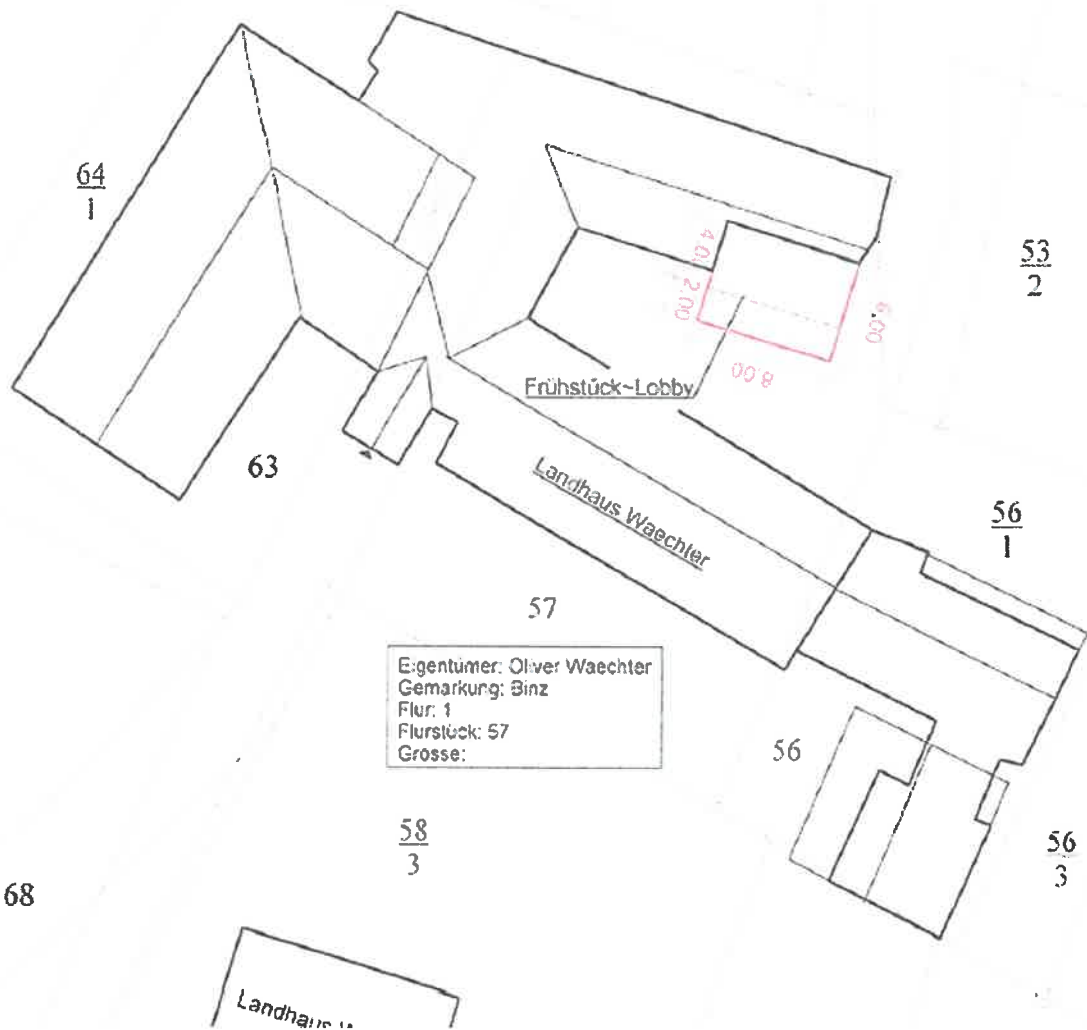 64
1
53
2
4.00
2.00
6.00
8.00
Frühstück~Lobby
63
Landhaus Waechter
56
1
57
Eigentümer: Oliver Waechter
Gemarkung: Binz
Flur: 1
Flurstück: 57
Grosse:
56
58
3
56
3
68
Landhaus